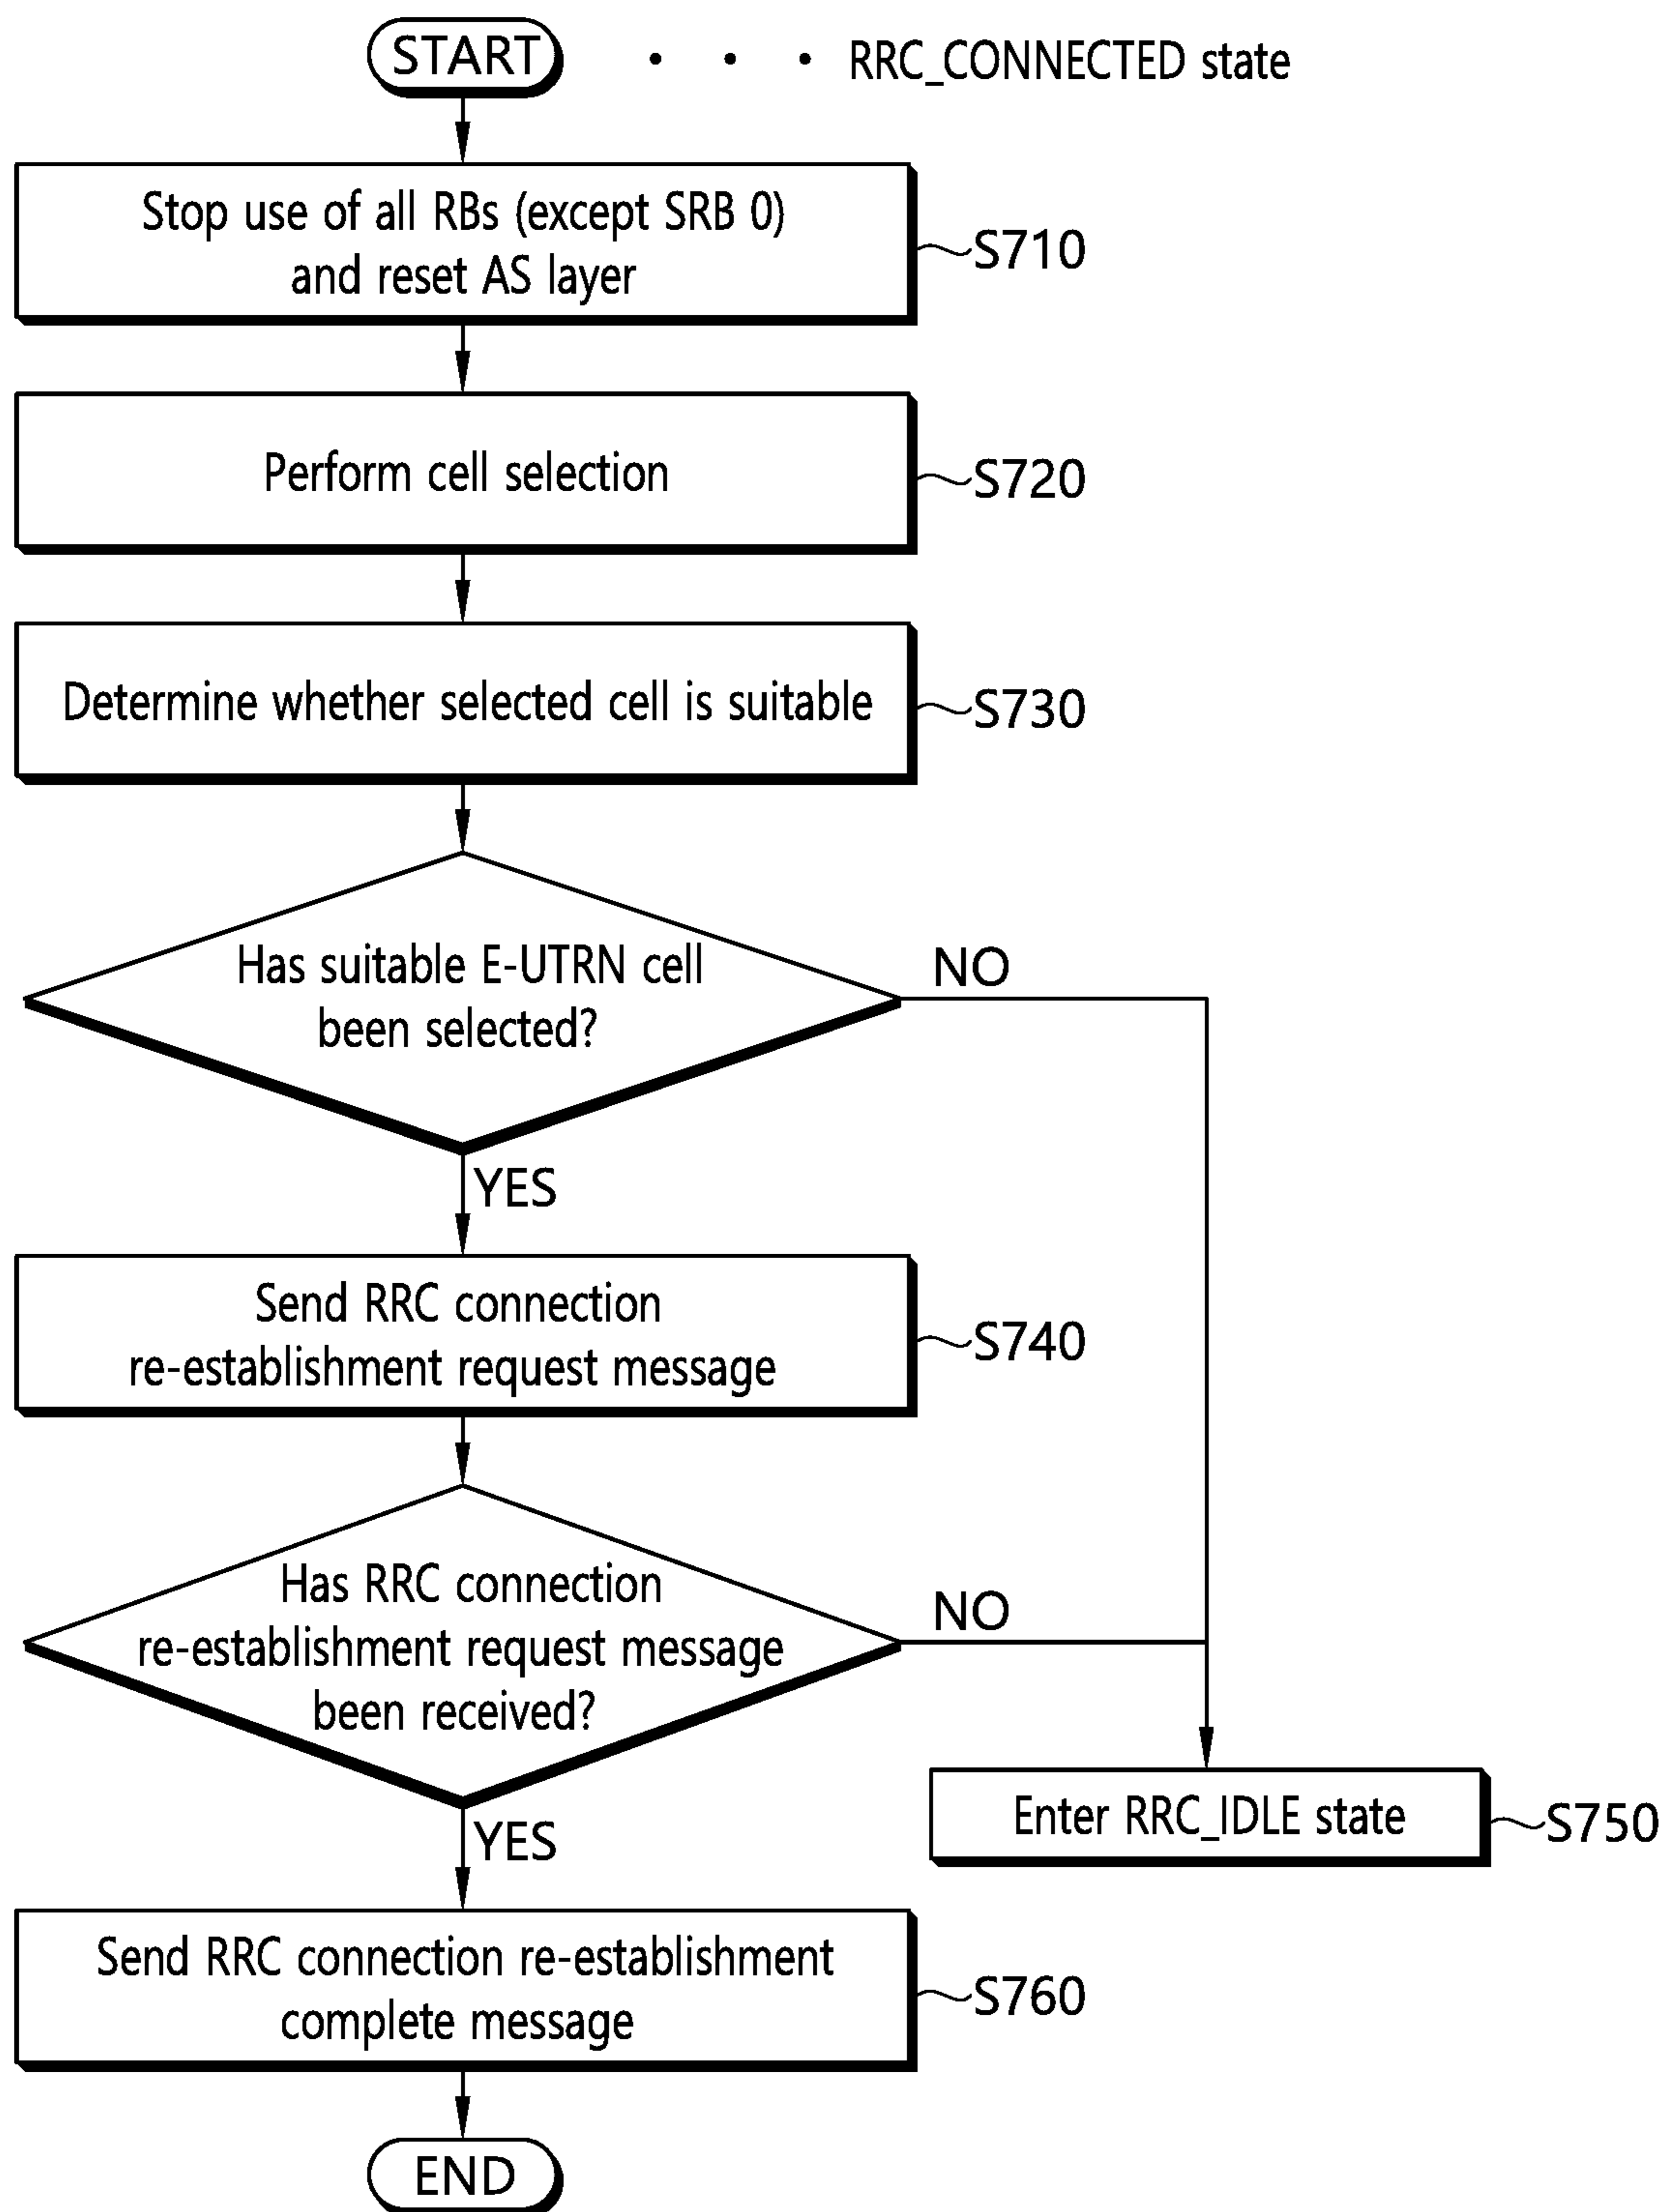 START
· · · RRC_CONNECTED state
Stop use of all RBs (except SRB 0)
and reset AS layer
S710
Perform cell selection
S720
Determine whether selected cell is suitable
S730
Has suitable E-UTRN cell
been selected?
NO
YES
Send RRC connection
re-establishment request message
S740
Has RRC connection
re-establishment request message
been received?
NO
YES
Enter RRC_IDLE state
S750
Send RRC connection re-establishment
complete message
S760
END